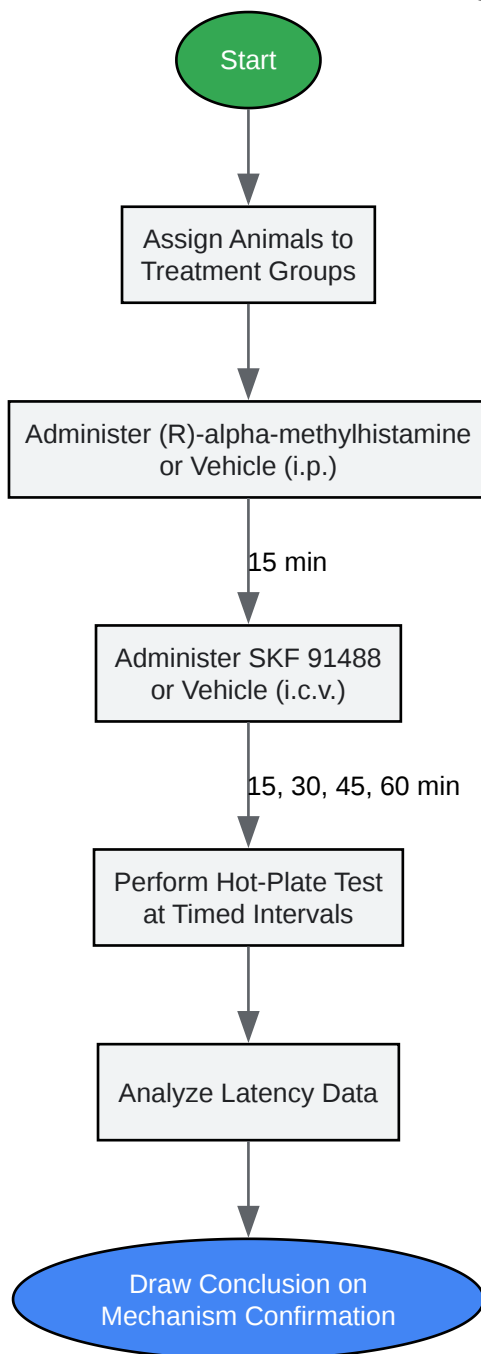 Start
Assign Animals to
Treatment Groups
Administer (R)-alpha-methylhistamine
or Vehicle (i.p.)
15 min
Administer SKF 91488
or Vehicle (i.c.v.)
15, 30, 45, 60 min
Perform Hot-Plate Test
at Timed Intervals
Analyze Latency Data
Draw Conclusion on
Mechanism Confirmation